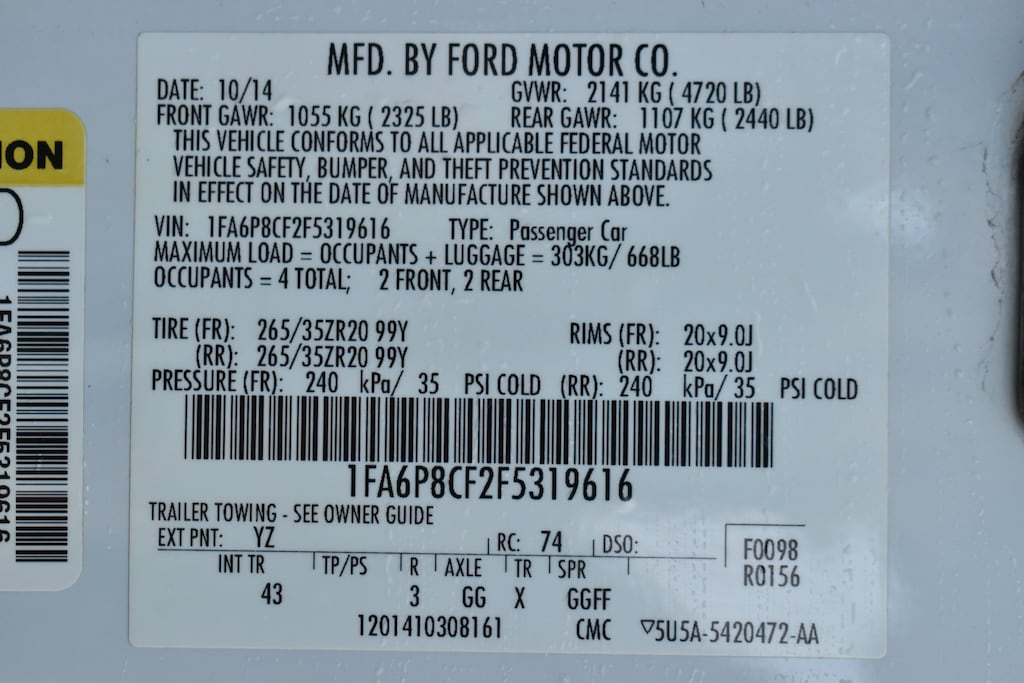 MFD. BY FORD MOTOR CO.
DATE: 10/14 GVWR: 2141 KG ( 4720 LB)
FRONT GAWR: 1055 KG ( 2325 LB) REAR GAWR: 1107 KG ( 2440 LB)
THIS VEHICLE CONFORMS TO ALL APPLICABLE FEDERAL MOTOR
VEHICLE SAFETY, BUMPER, AND THEFT PREVENTION STANDARDS
IN EFFECT ON THE DATE OF MANUFACTURE SHOWN ABOVE.
VIN: 1FA6P8CF2F5319616 TYPE: Passenger Car
MAXIMUM LOAD = OCCUPANTS + LUGGAGE = 303KG/ 668LB
OCCUPANTS = 4 TOTAL; 2 FRONT, 2 REAR
TIRE (FR): 265/35ZR20 99Y RIMS (FR): 20x9.0J
(RR): 265/35ZR20 99Y (RR): 20x9.0J
PRESSURE (FR): 240 kPa/ 35 PSI COLD (RR): 240 kPa/ 35 PSI COLD
1FA6P8CF2F5319616
TRAILER TOWING - SEE OWNER GUIDE
EXT PNT: YZ RC: 74 DSO: F0098
R0156
INT TR TP/PS R AXLE TR SPR
43 3 GG X GGFF
1201410308161 CMC ▽5U5A-5420472-AA
ION
1FA6P8CF2F5319616